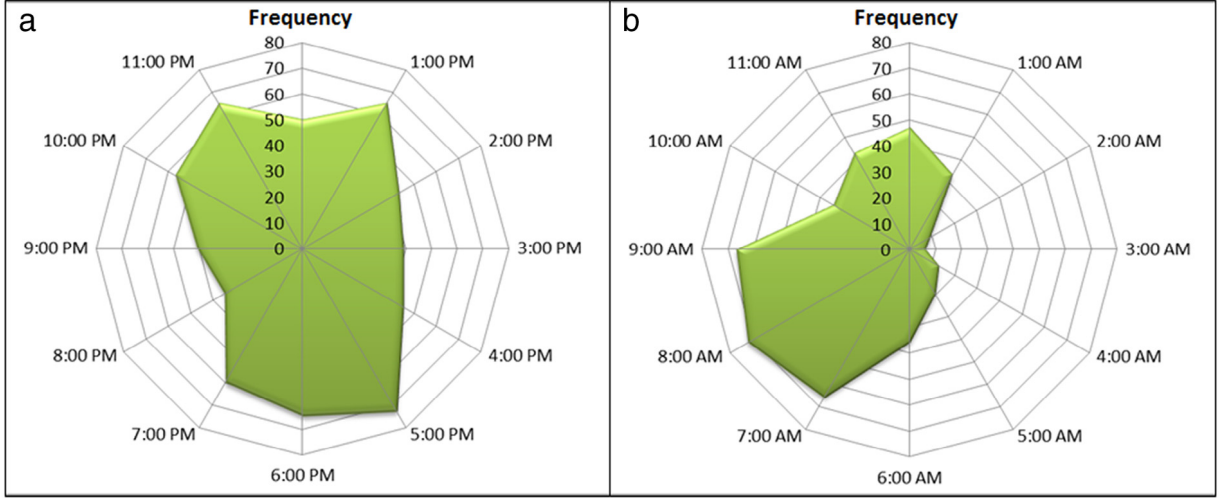 a
Frequency
80
70
60
50
40
30
20
10
0
1:00 PM
2:00 PM
3:00 PM
4:00 PM
5:00 PM
6:00 PM
7:00 PM
8:00 PM
9:00 PM
10:00 PM
11:00 PM
b
Frequency
80
70
60
50
40
30
20
10
0
1:00 AM
2:00 AM
3:00 AM
4:00 AM
5:00 AM
6:00 AM
7:00 AM
8:00 AM
9:00 AM
10:00 AM
11:00 AM